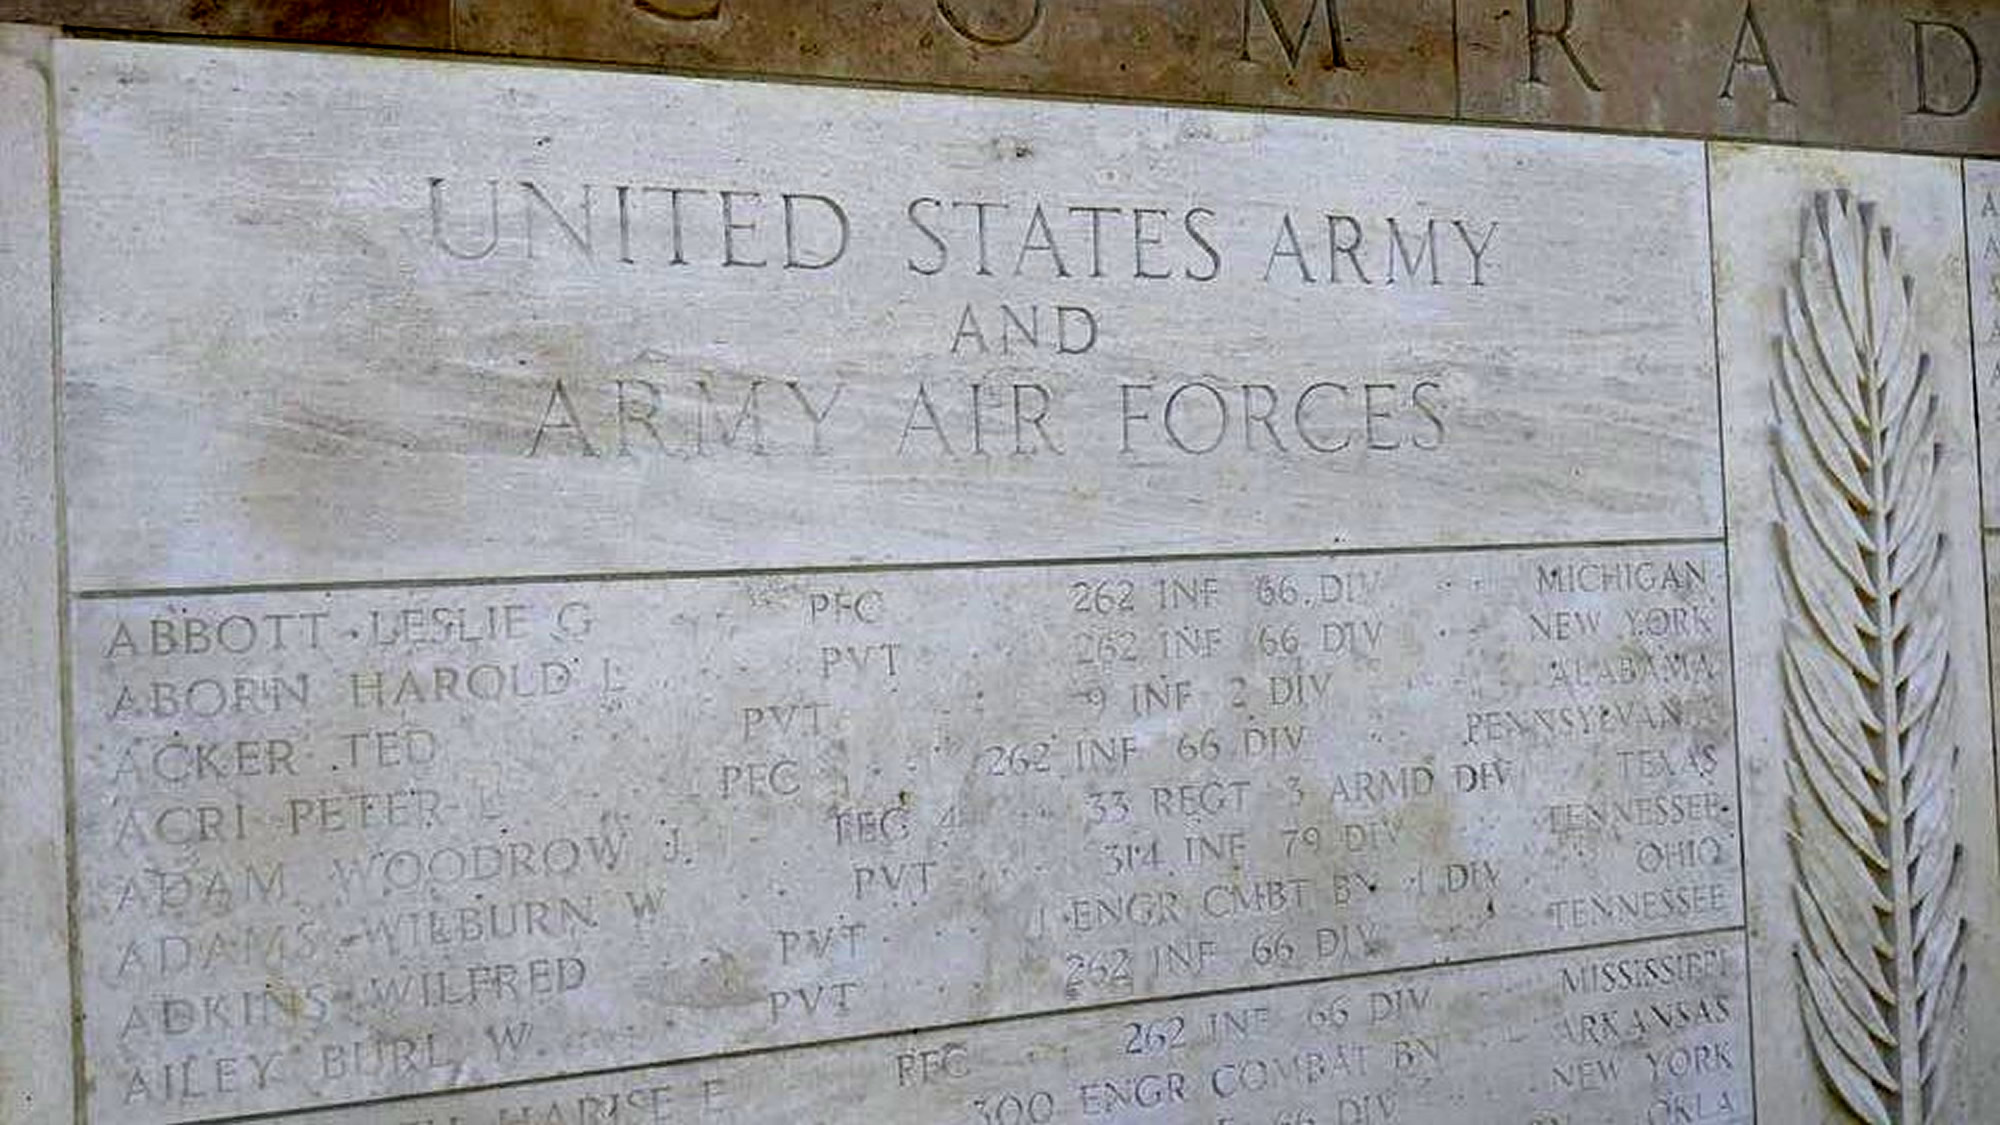 COMRAD
UNITED STATES ARMY
AND
ARMY AIR FORCES
ABBOTT LESLIE G · · PFC 262 INF 66 DIV · · MICHIGAN
ABORN HAROLD L · · · PVT · · 262 INF 66 DIV · · NEW YORK
ACKER TED · · · PVT · · · 9 INF 2 DIV · · · ALABAMA
ACRI PETER L · · · PFC · · · 262 INF 66 DIV · · PENNSYLVANIA
ADAM WOODROW J · · TEC 4 · · 33 REGT 3 ARMD DIV · · TEXAS
ADAMS WILBURN W · · PVT · · 314 INF 79 DIV · · TENNESSEE
ADKINS WILFRED · · PVT · · 1 ENGR CMBT BN 1 DIV · OHIO
AILEY BURL W · · · PVT · · 262 INF 66 DIV · · TENNESSEE
PFC · · 262 INF 66 DIV · · MISSISSIPPI
E 300 ENGR COMBAT BN · · ARKANSAS
66 DIV NEW YORK
OKLA